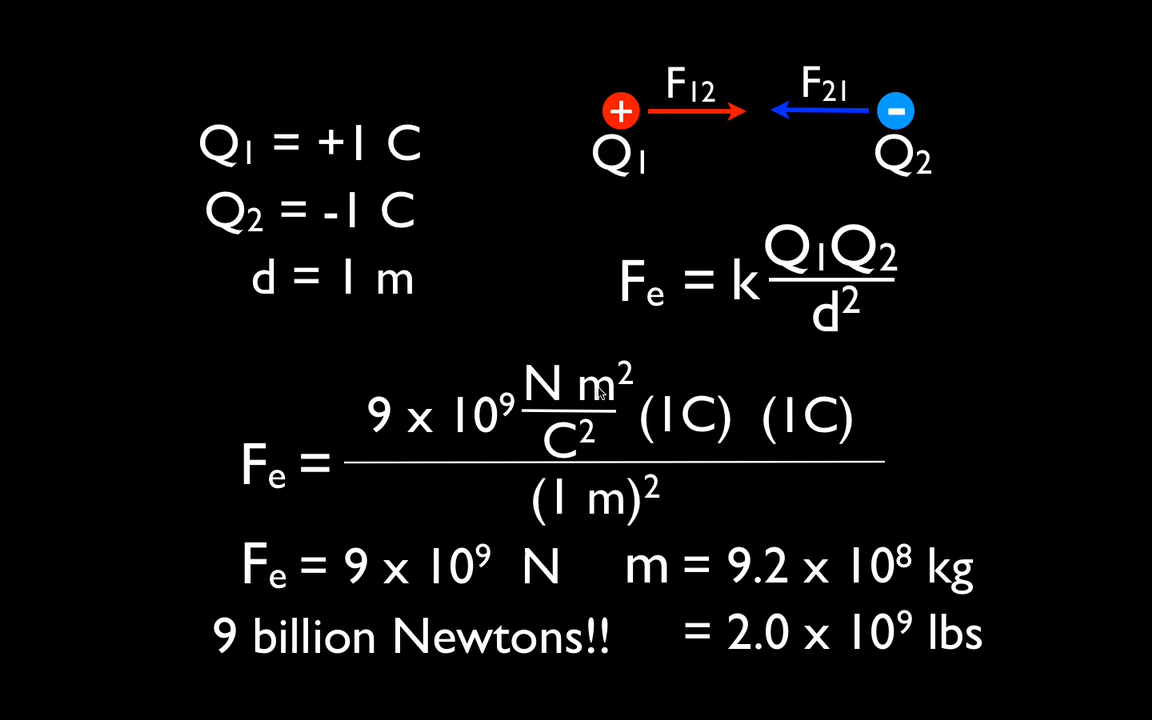 F₁₂ F₂₁
+ -
Q₁ Q₂
Q₁ = +1 C
Q₂ = -1 C
d = 1 m
Fₑ = k Q₁Q₂ / d²
Fₑ = 9 x 10⁹ N m² / C² (1C) (1C) / (1 m)²
Fₑ = 9 x 10⁹ N m = 9.2 x 10⁸ kg
9 billion Newtons!! = 2.0 x 10⁹ lbs